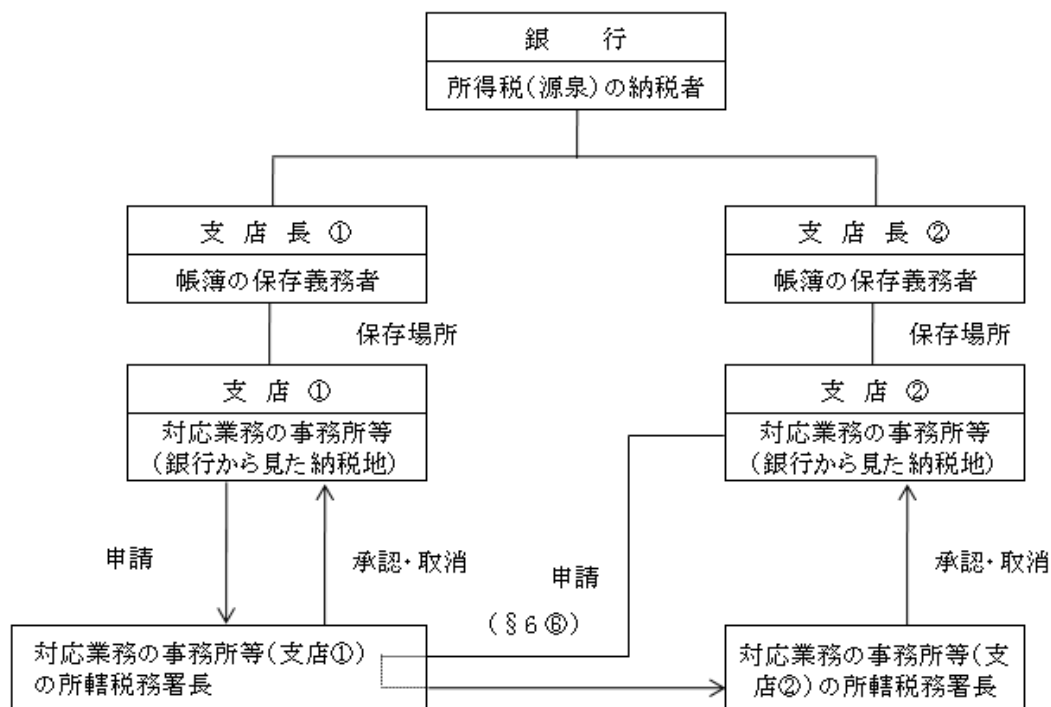 銀　　行
所得税(源泉)の納税者
支 店 長 ①
帳簿の保存義務者
支 店 長 ②
帳簿の保存義務者
保存場所
保存場所
支 店 ①
対応業務の事務所等
(銀行から見た納税地)
支 店 ②
対応業務の事務所等
(銀行から見た納税地)
申請
承認・取消
申請
(§6⑥)
承認・取消
対応業務の事務所等(支店①)
の所轄税務署長
対応業務の事務所等(支
店②)の所轄税務署長